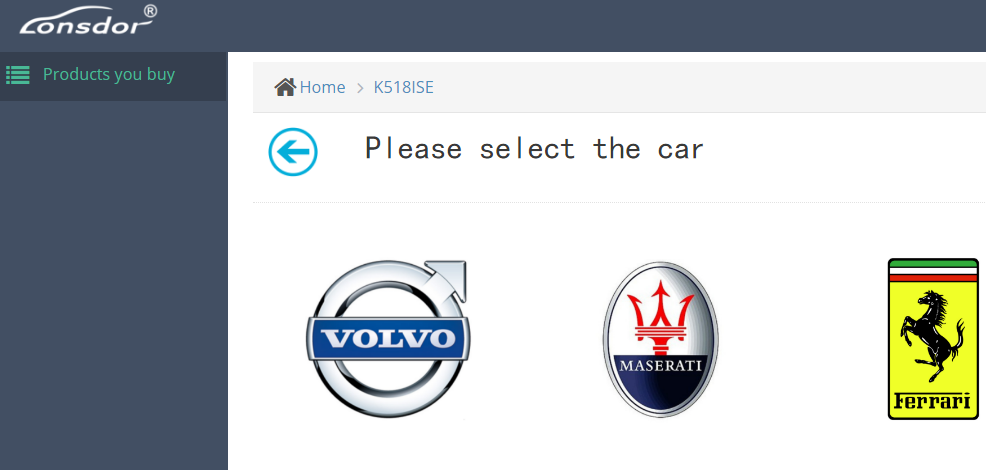 Lonsdor®
Products you buy
Home > K518ISE
Please select the car
VOLVO
MASERATI
Ferrari